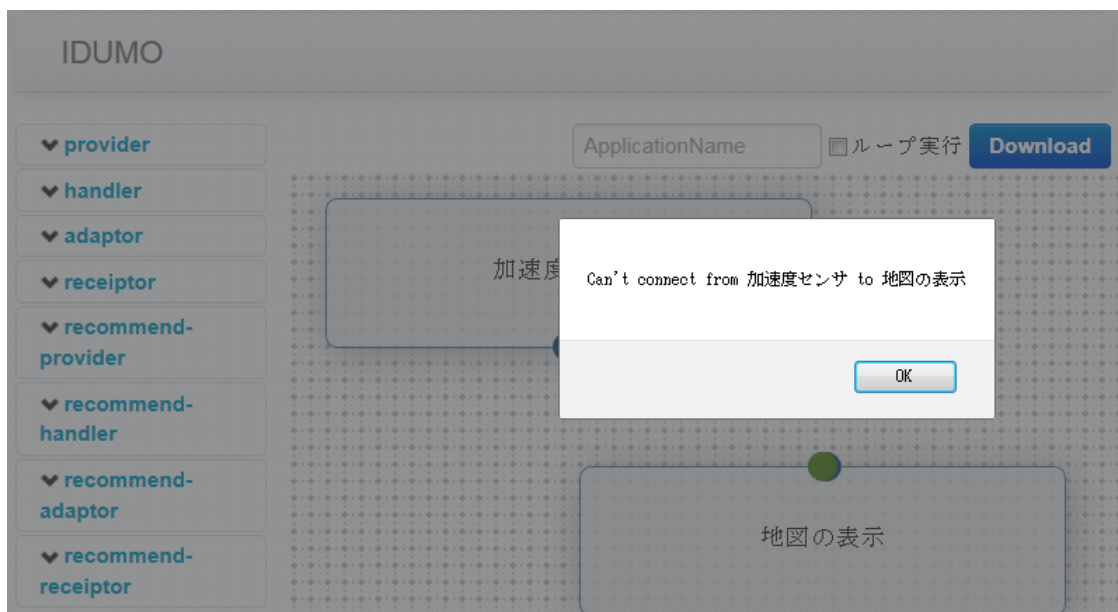 IDUMO
ApplicationName
ループ実行
Download
provider
handler
adaptor
receiptor
recommend-
provider
recommend-
handler
recommend-
adaptor
recommend-
receiptor
加速度
Can't connect from 加速度センサ to 地図の表示
OK
地図の表示